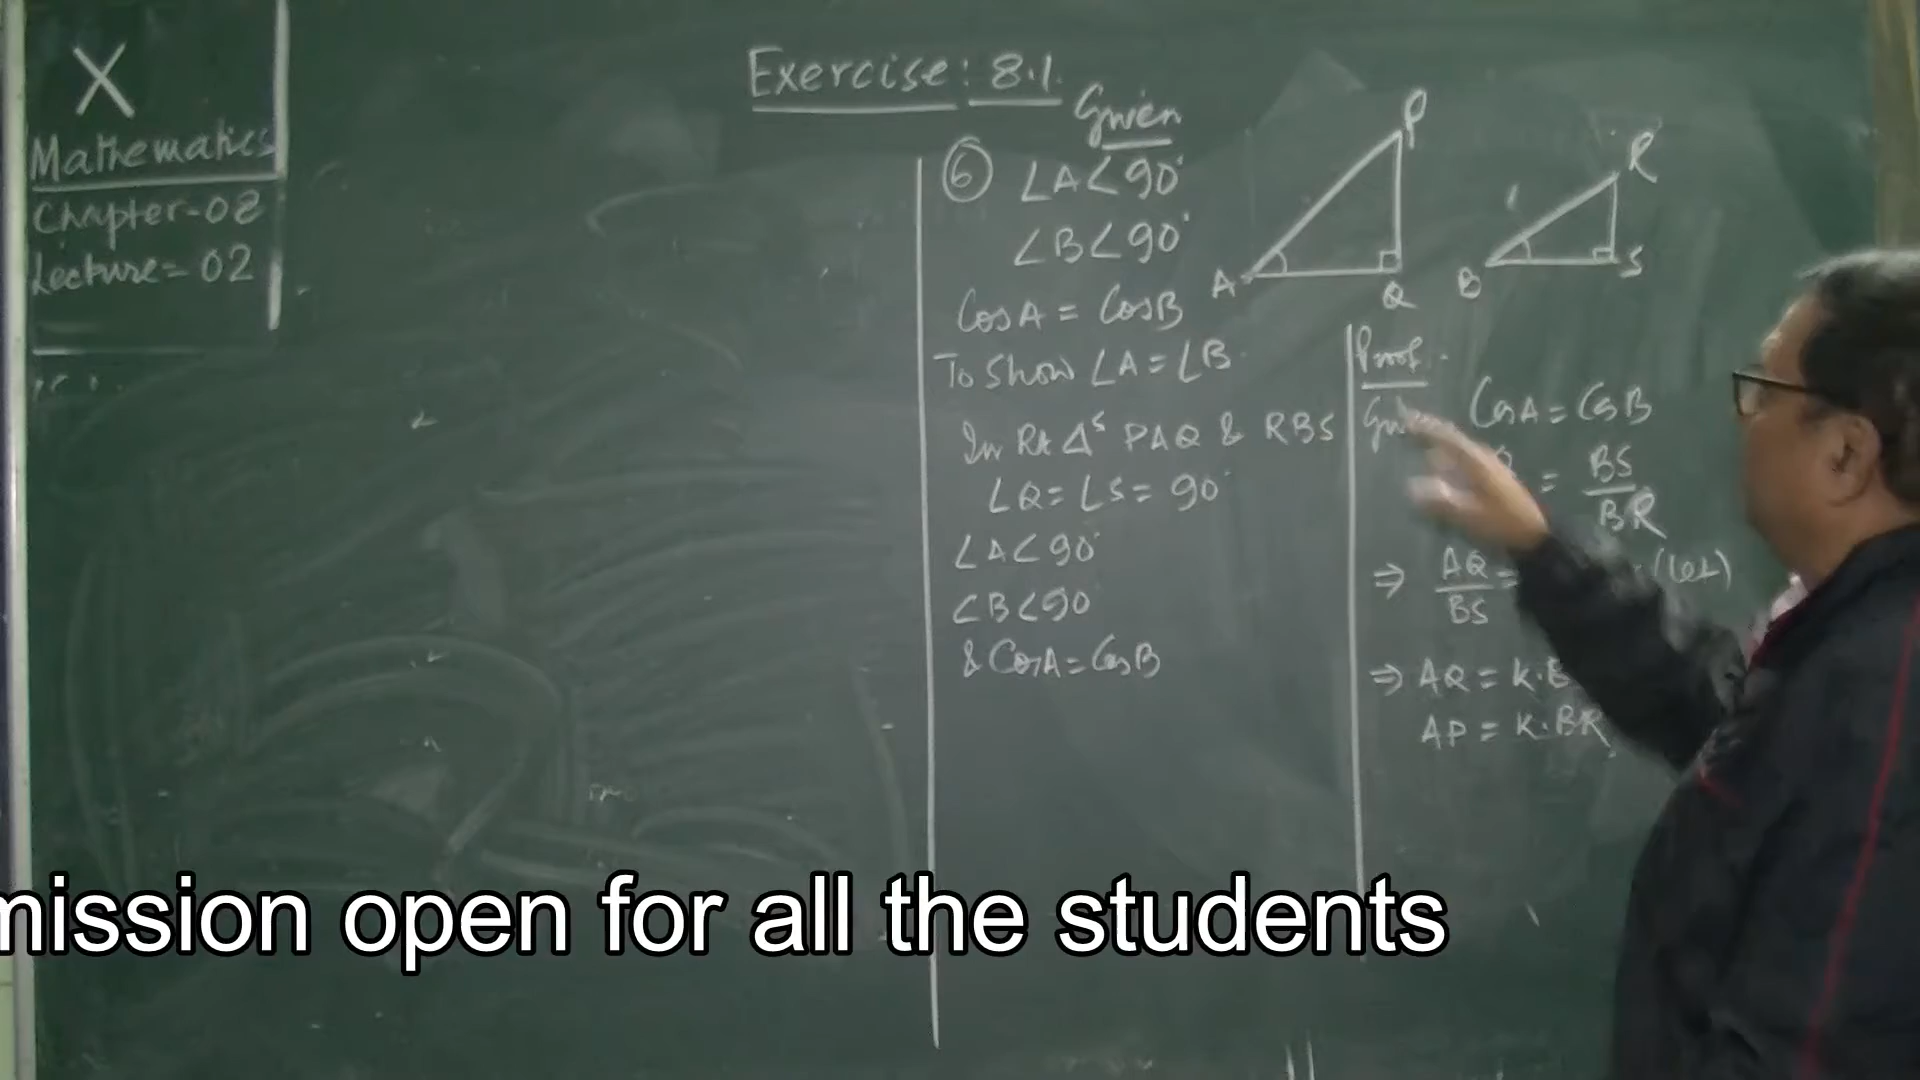 X
Mathematics
Chapter-08
Lecture-02
Exercise: 8.1
Given
6 ∠A<90°
∠B<90°
CosA = CosB
To Show ∠A=∠B.
In Rt Δs PAQ & RBS
∠Q=∠S=90°
∠A<90°
∠B<90
& CosA=CosB
P
A
Q
R
B
S
Proof.
CosA=CosB
= BS/BR
⇒ AQ/BS = (let)
⇒ AQ = K.B
AP = K.BR
mission open for all the students